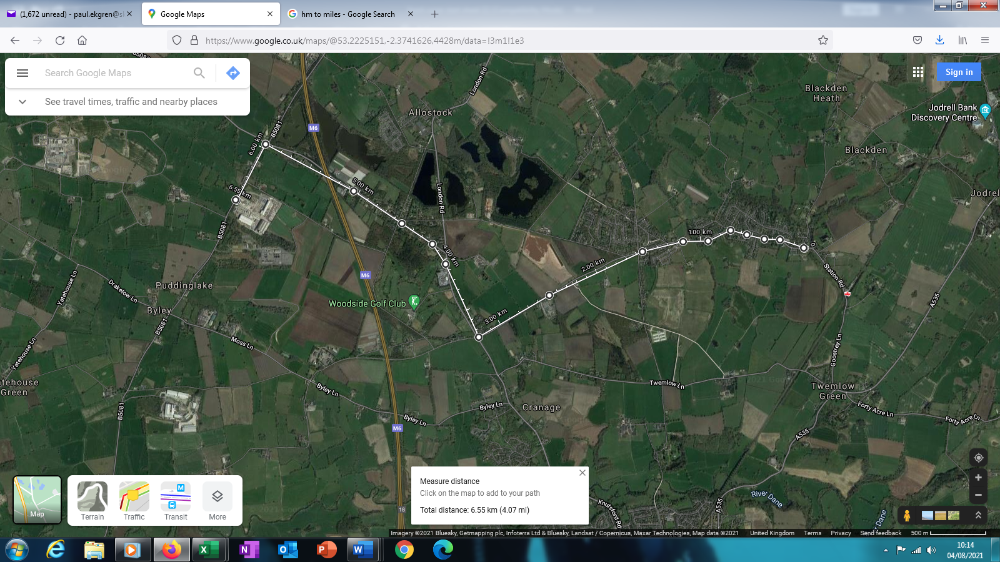 (1,672 unread) - paul.ekgren@s
Google Maps
hm to miles - Google Search
https://www.google.co.uk/maps/@53.2225151,-2.3741626,4428m/data=!3m1!1e3
Search Google Maps
See travel times, traffic and nearby places
Sign in
B5082
London Rd
Allostock
Blackden
Heath
Jodrell Bank
Discovery Centre
M6
B5081
6.00 km
Blackden
6.55 km
5.00 km
London Rd
Jodrel
B5081
1.00 km
0
4.00 km
2.00 km
Station Rd
M6
Yatehouse Ln
Drakelow Ln
Puddinglake
Byley
Woodside Golf Club
A535
3.00 km
B5081
Moss Ln
Yatehouse Ln
Goostrey Ln
atehouse
Green
Byley Ln
Twemlow Ln
Twemlow
Green
B5081
Byley Ln
Cranage
Forty Acre Ln
Forty Acre Ln
Byley Ln
M6
A535
Measure distance
Click on the map to add to your path
Total distance: 6.55 km (4.07 mi)
Knutsford Rd
A535
River Dane
River Dane
18
Map
Terrain
Traffic
Transit
More
Imagery ©2021 Bluesky, Getmapping plc, Infoterra Ltd & Bluesky, Landsat / Copernicus, Maxar Technologies, Map data ©2021
United Kingdom
Terms
Privacy
Send feedback
500 m
10:14
04/08/2021